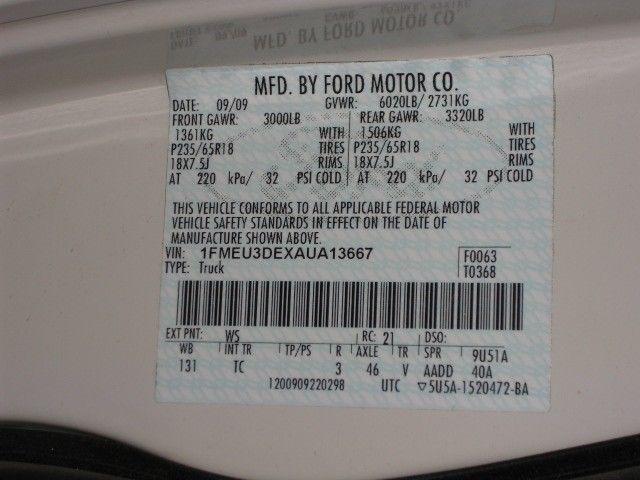 MFD. BY FORD MOTOR CO.
DATE: 09/09 GVWR: 6020LB/ 2731KG
FRONT GAWR: 3000LB REAR GAWR: 3320LB
1361KG WITH 1506KG WITH
P235/65R18 TIRES P235/65R18 TIRES
18X7.5J RIMS 18X7.5J RIMS
AT 220 kPa/ 32 PSI COLD AT 220 kPa/ 32 PSI COLD
THIS VEHICLE CONFORMS TO ALL APPLICABLE FEDERAL MOTOR
VEHICLE SAFETY STANDARDS IN EFFECT ON THE DATE OF
MANUFACTURE SHOWN ABOVE.
VIN: 1FMEU3DEXAUA13667 F0063
TYPE: Truck T0368
EXT PNT: WS RC: 21 DSO:
WB INT TR TP/PS R AXLE TR SPR 9U51A
131 TC 3 46 V AADD 40A
1200909220298 UTC ▽5U5A-1520472-BA